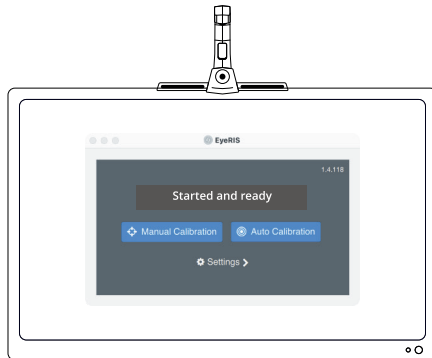 EyeRIS
1.4.118
Started and ready
Manual Calibration Auto Calibration
Settings